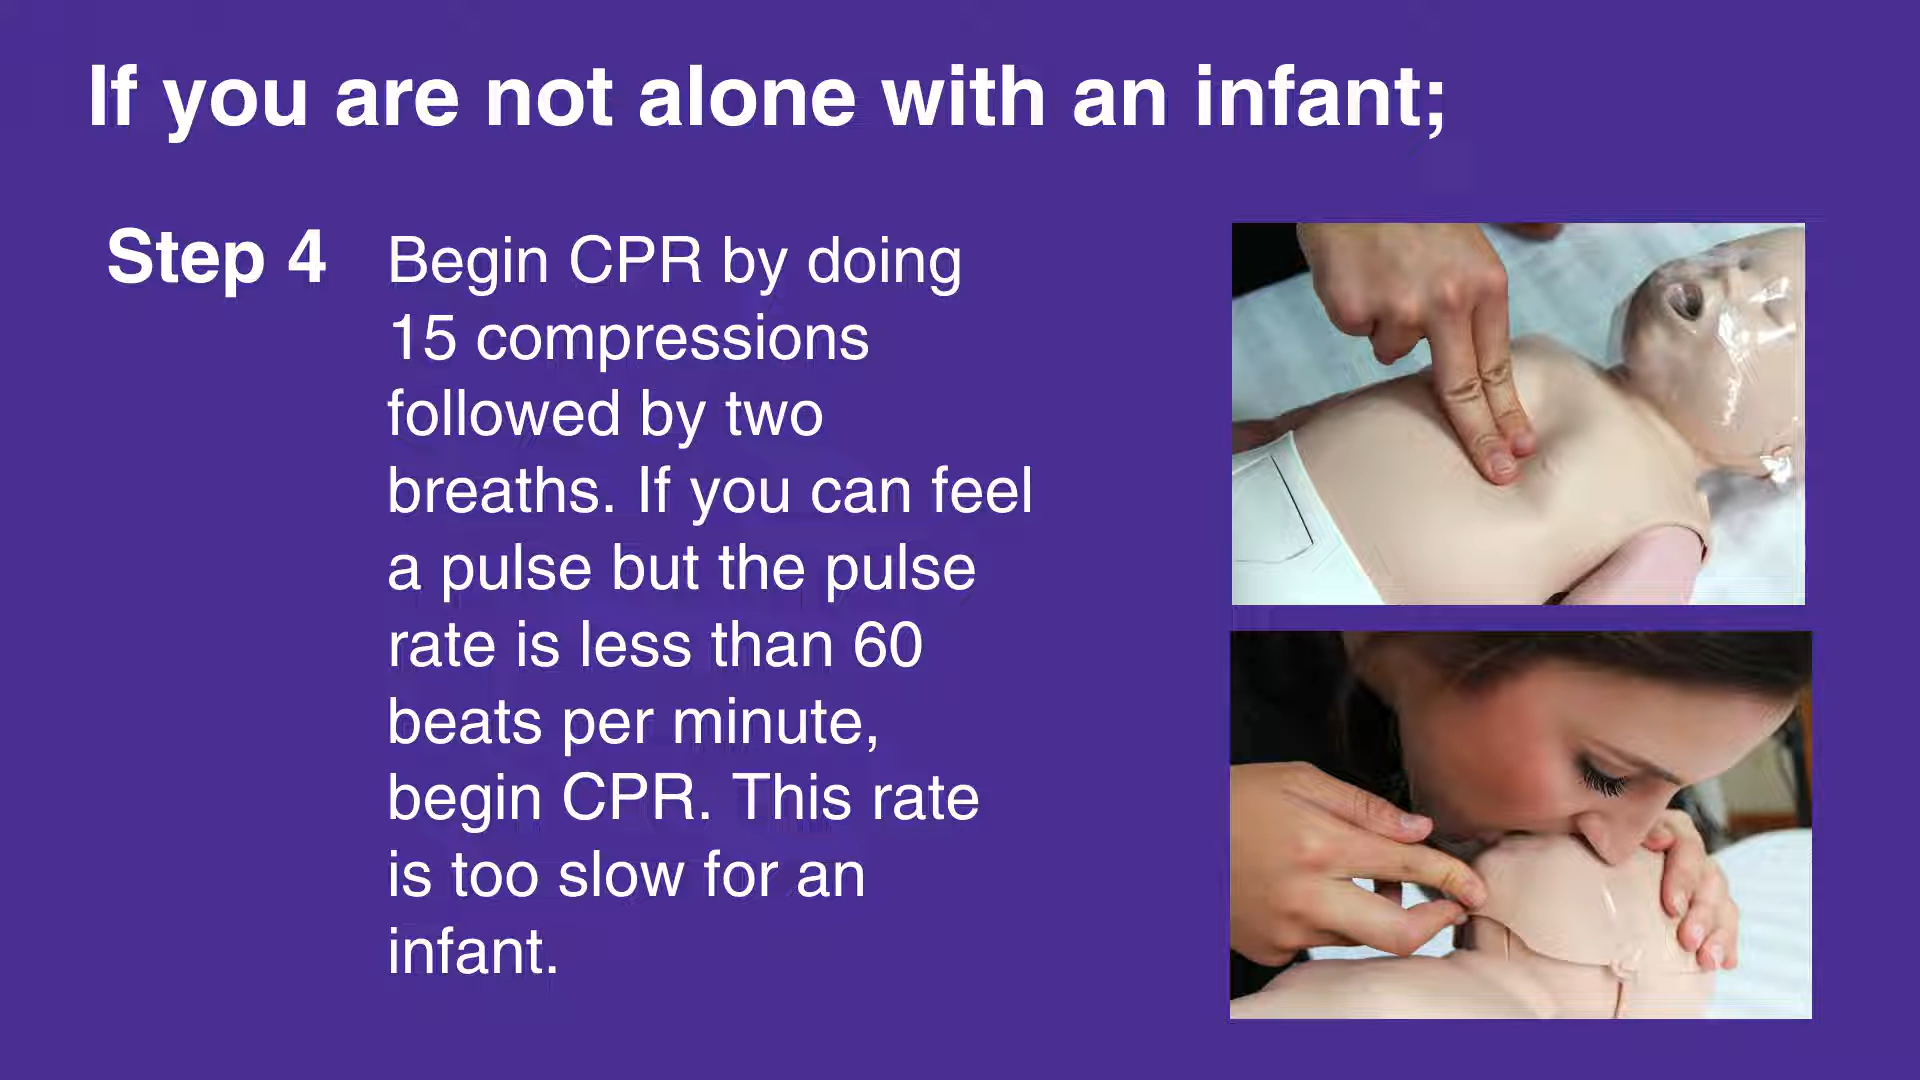 If you are not alone with an infant;
Step 4
Begin CPR by doing
15 compressions
followed by two
breaths. If you can feel
a pulse but the pulse
rate is less than 60
beats per minute,
begin CPR. This rate
is too slow for an
infant.